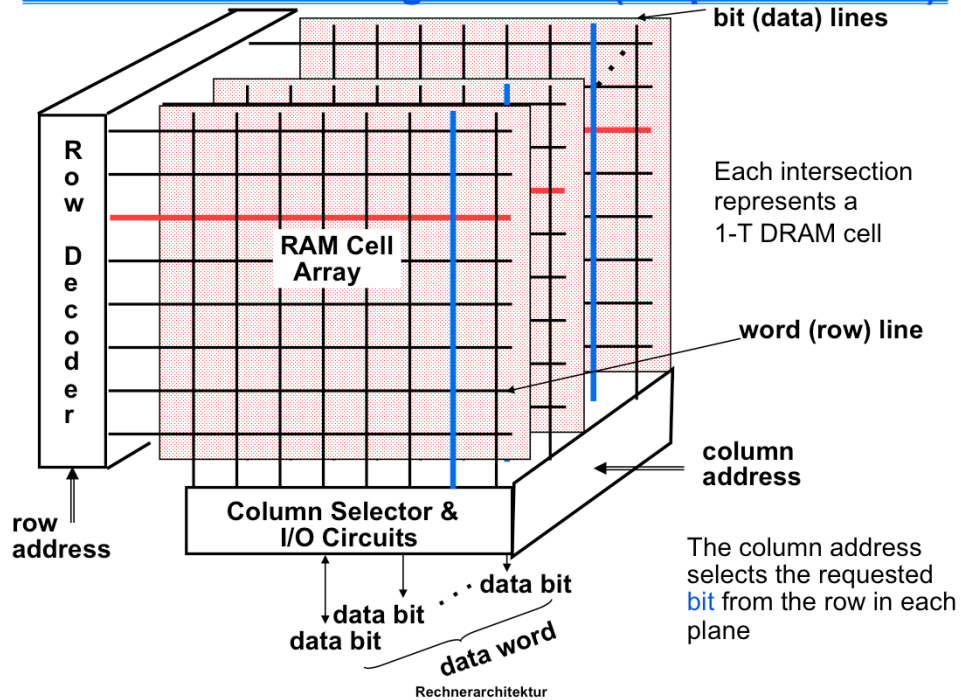 bit (data) lines
Row Decoder
Each intersection
represents a
1-T DRAM cell
RAM Cell
Array
word (row) line
column
address
row
address
Column Selector &
I/O Circuits
The column address
selects the requested
bit from the row in each
plane
data bit
data bit
data bit
data word
Rechnerarchitektur